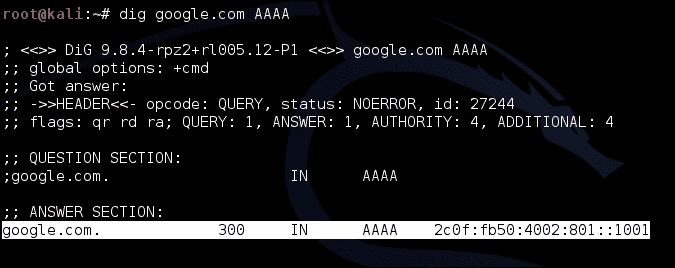 root@kali:~# dig google.com AAAA
; <<>> DiG 9.8.4-rpz2+rl005.12-P1 <<>> google.com AAAA
;; global options: +cmd
;; Got answer:
;; ->>HEADER<<- opcode: QUERY, status: NOERROR, id: 27244
;; flags: qr rd ra; QUERY: 1, ANSWER: 1, AUTHORITY: 4, ADDITIONAL: 4
;; QUESTION SECTION:
;google.com. IN AAAA
;; ANSWER SECTION:
google.com. 300 IN AAAA 2c0f:fb50:4002:801::1001